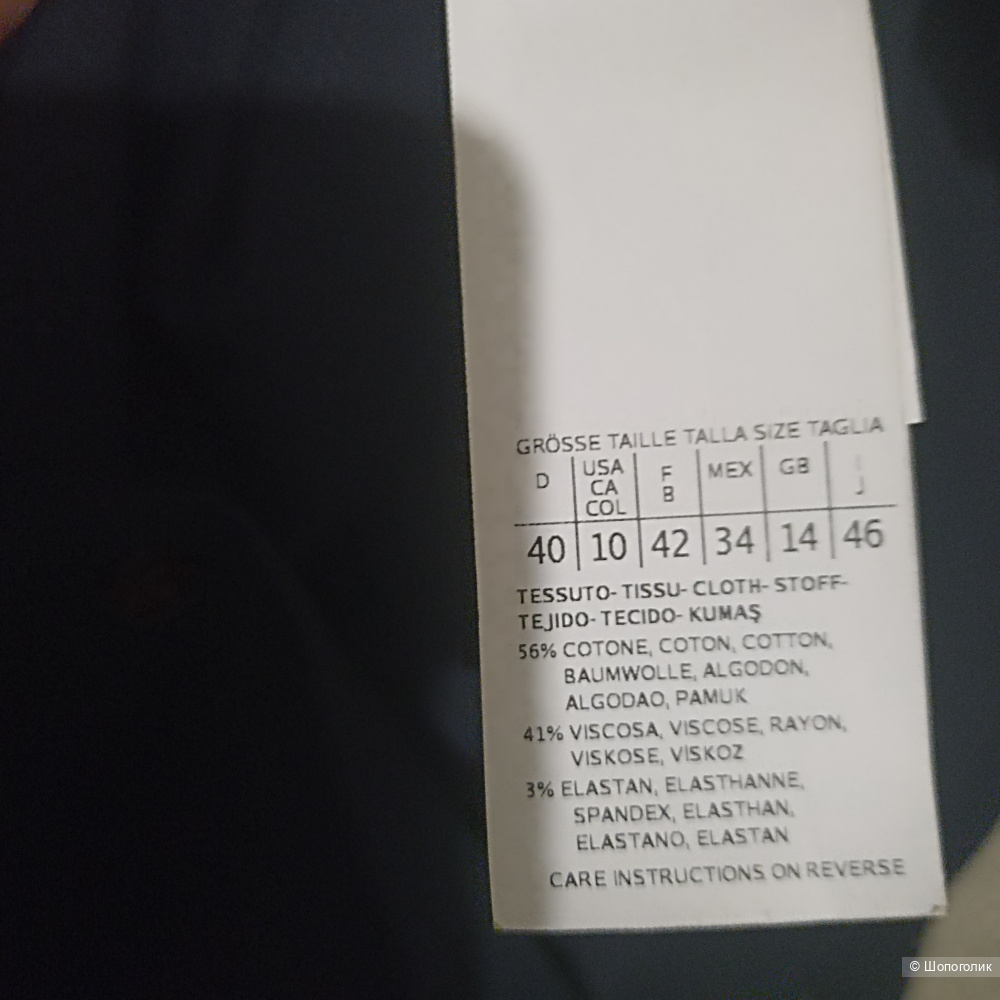 GRÖSSE TAILLE TALLA SIZE TAGLIA
D USA F MEX GB I
CA B J
COL
40 10 42 34 14 46
TESSUTO- TISSU- CLOTH- STOFF-
TEJIDO- TECIDO- KUMAŞ
56% COTONE, COTON, COTTON,
BAUMWOLLE, ALGODON,
ALGODAO, PAMUK
41% VISCOSA, VISCOSE, RAYON,
VISKOSE, VİSKOZ
3% ELASTAN, ELASTHANNE,
SPANDEX, ELASTHAN,
ELASTANO, ELASTAN
CARE INSTRUCTIONS ON REVERSE
© Шопоголик